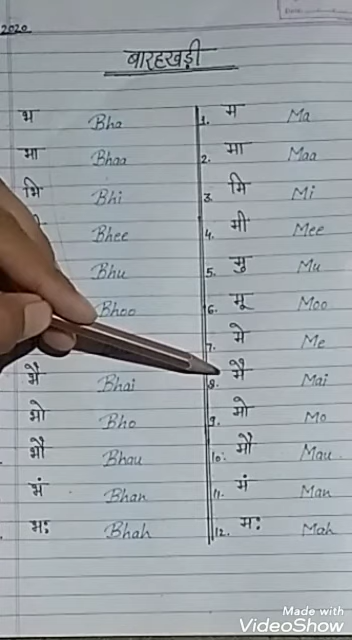 2020
बारहखड़ी
भ Bha 1. म Ma
भा Bhaa 2. मा Maa
भि Bhi 3. मि Mi
Bhee 4. मी Mee
Bhu 5. मु Mu
Bhoo 6. मू Moo
7. मे Me
भै Bhai 8. मै Mai
भो Bho 9. मो Mo
भौ Bhau 10. मौ Mau
भं Bhan 11. मं Man
भः Bhah 12. मः Mah
Made with
VideoShow